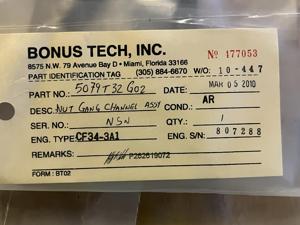 BONUS TECH, INC. Nº 177053
8575 N.W. 79 Avenue Bay D • Miami, Florida 33166
PART IDENTIFICATION TAG (305) 884-6670 W/O: 10-447
PART NO. 5079T32G02 MAR 05 2010
DESC. NUT GANG CHANNEL ASSY COND.: AR
SER. NO. NSN QTY.: 1
ENG. TYPE CF34-3A1 ENG. S/N: 807288
REMARKS: P262619072
FORM : BT02